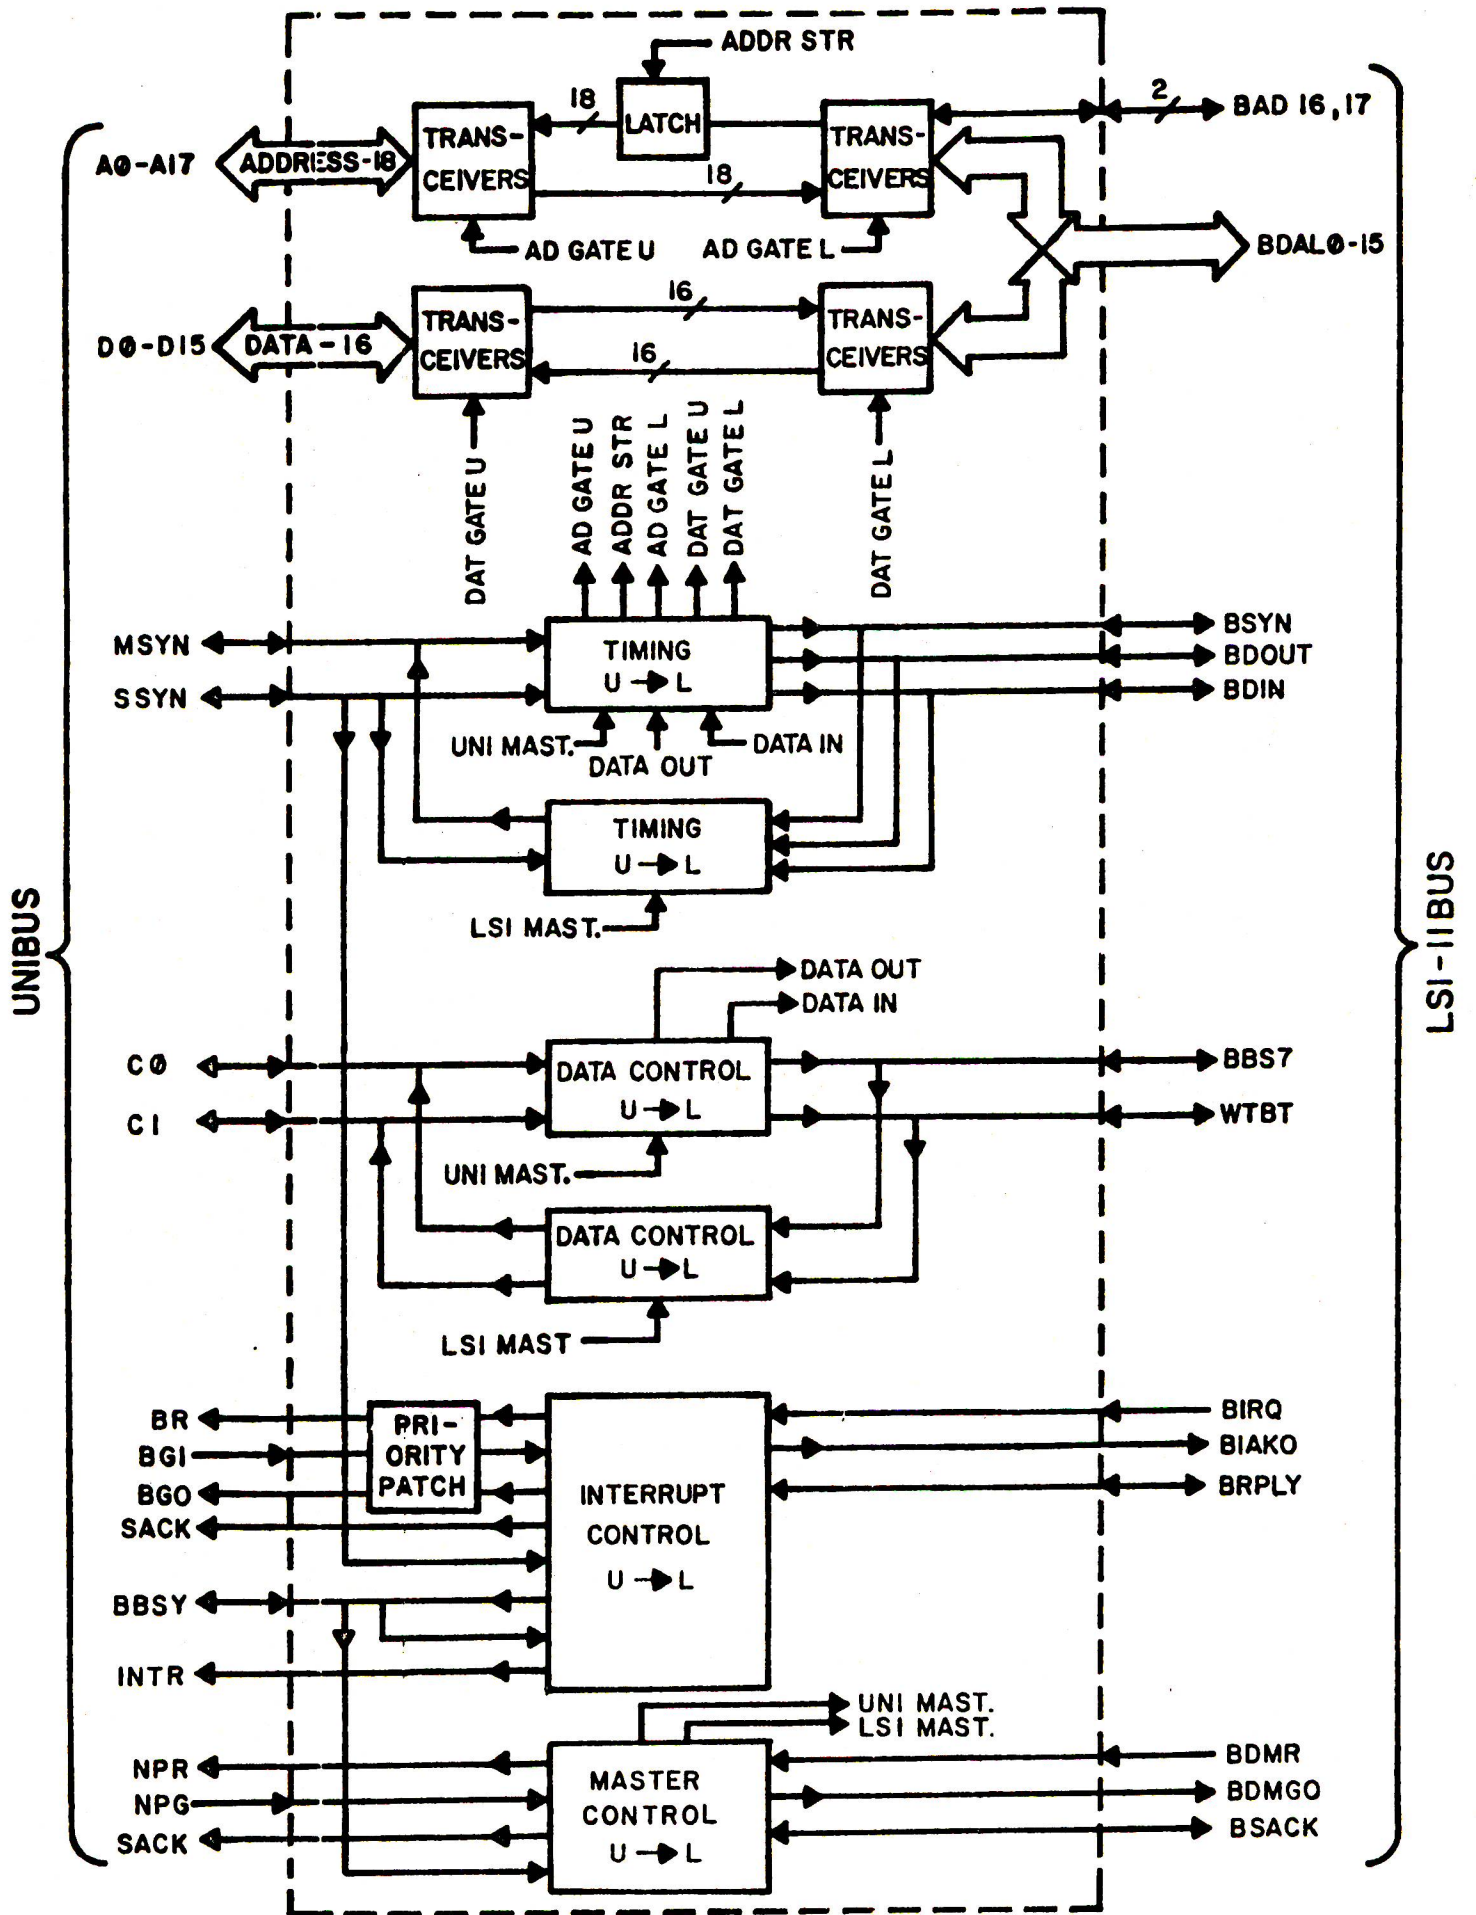 ADDR STR
18
LATCH
2
BAD 16,17
TRANS-
CEIVERS
TRANS-
CEIVERS
A0-A17
ADDRESS-18
18
AD GATE U
AD GATE L
BDAL0-15
16
TRANS-
CEIVERS
TRANS-
CEIVERS
D0-D15
DATA-16
16
DAT GATE U
AD GATE U
ADDR STR
AD GATE L
DAT GATE U
DAT GATE L
DAT GATE L
MSYN
SSYN
TIMING
U→L
BSYN
BDOUT
BDIN
UNI MAST.
DATA OUT
DATA IN
TIMING
U→L
LSI MAST.
UNIBUS
LSI-11 BUS
DATA OUT
DATA IN
C0
C1
DATA CONTROL
U→L
BBS7
WTBT
UNI MAST.
DATA CONTROL
U→L
LSI MAST
BR
BGI
BGO
SACK
BBSY
INTR
PRI-
ORITY
PATCH
INTERRUPT
CONTROL
U→L
BIRQ
BIAKO
BRPLY
UNI MAST.
LSI MAST.
NPR
NPG
SACK
MASTER
CONTROL
U→L
BDMR
BDMGO
BSACK